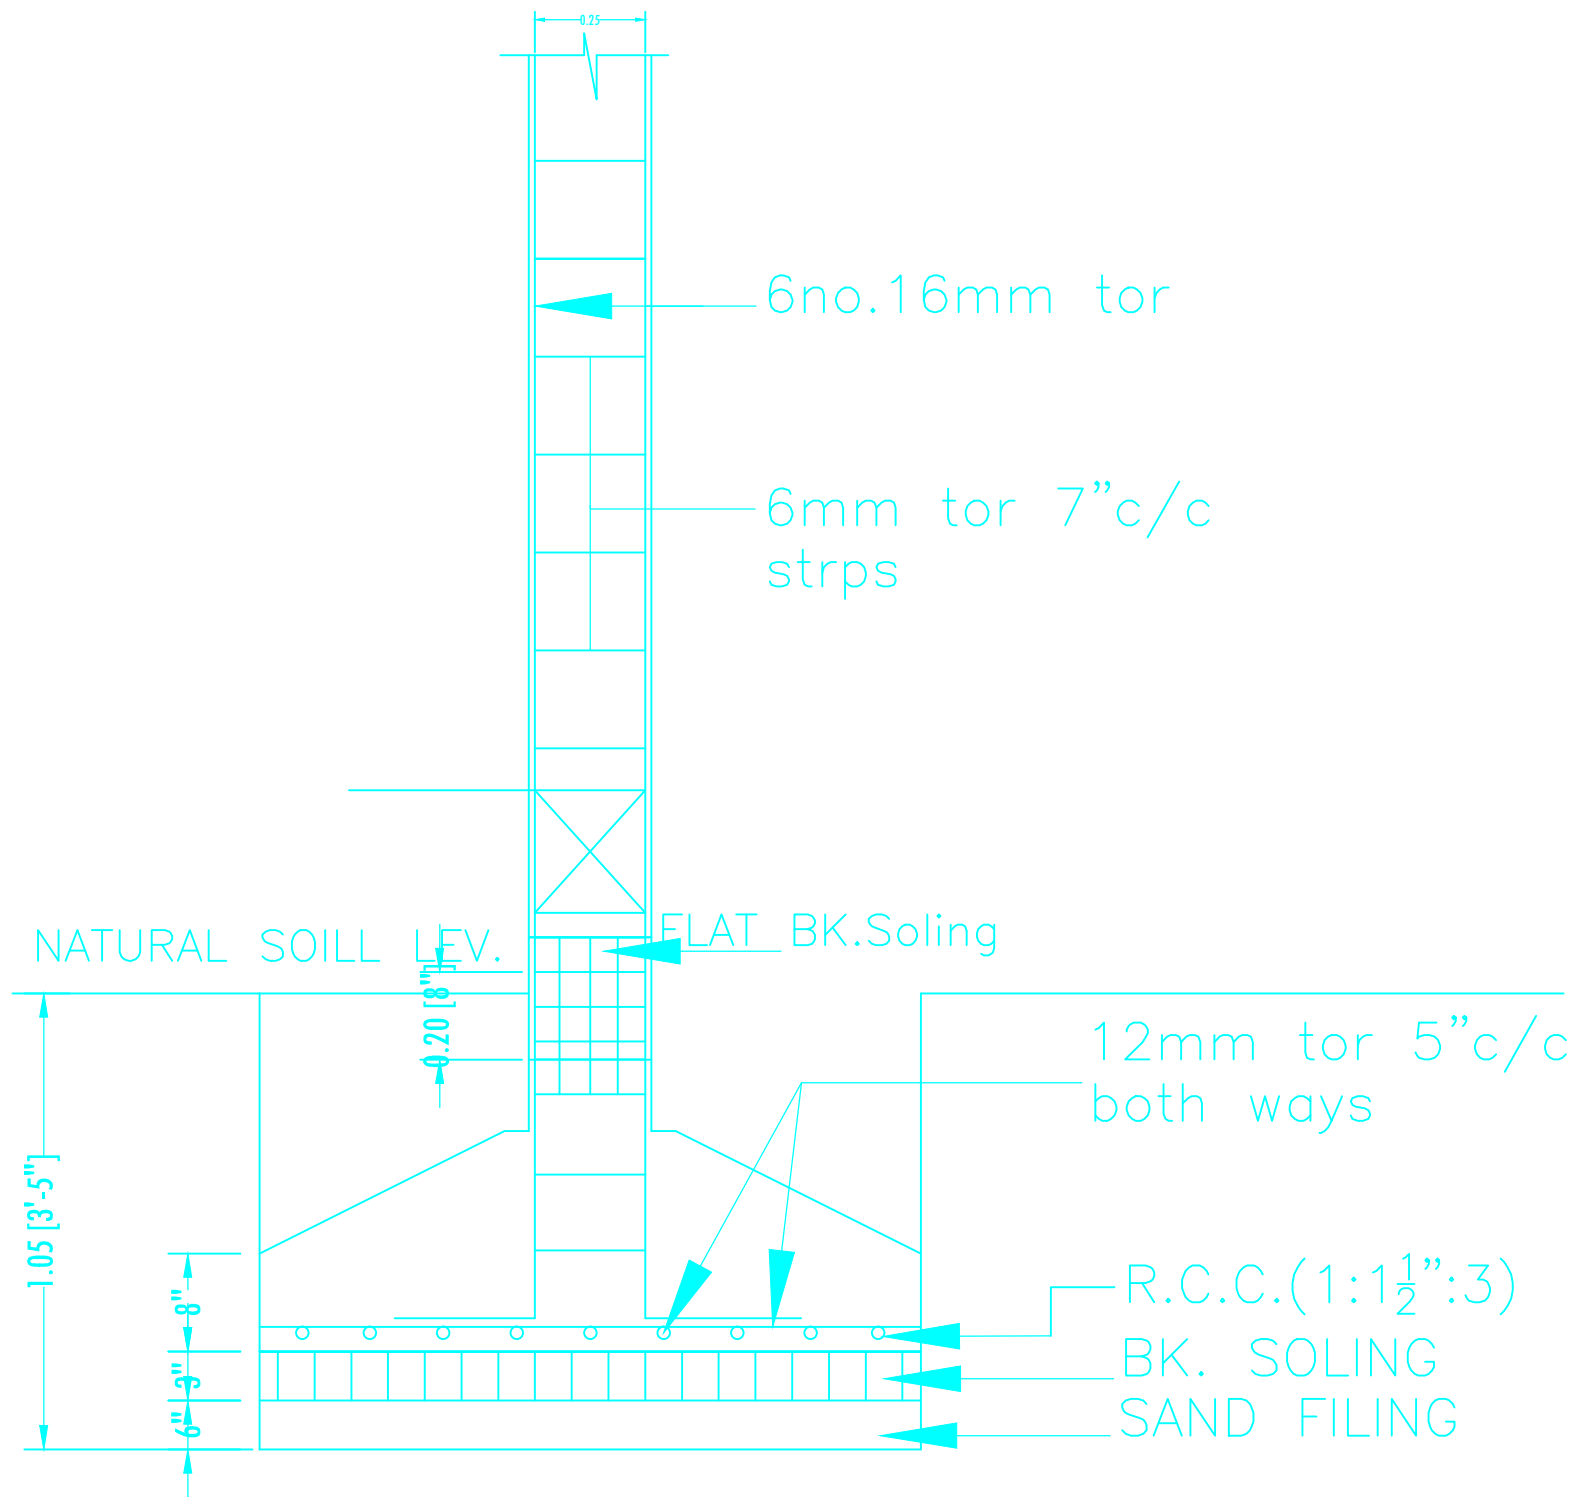 0.25
6no.16mm tor
6mm tor 7”c/c
strps
FLAT BK.Soling
NATURAL SOILL LEV.
0.20 [8"]
12mm tor 5”c/c
both ways
1.05 [3'-5"]
R.C.C.(1:1½”:3)
8"
BK. SOLING
3"
SAND FILING
6"